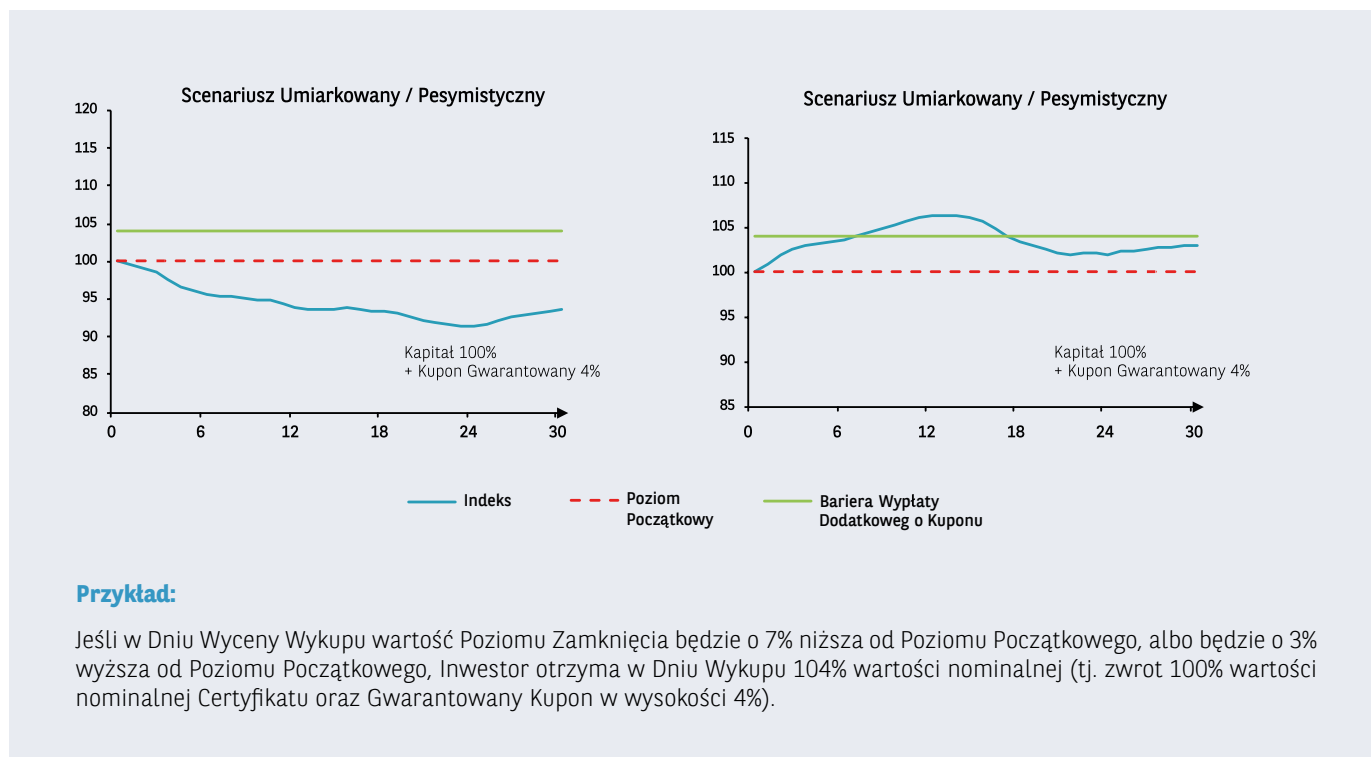 Scenariusz Umiarkowany / Pesymistyczny
120
115
110
105
100
95
90
85
80
0 6 12 18 24 30
Kapitał 100%
+ Kupon Gwarantowany 4%
Scenariusz Umiarkowany / Pesymistyczny
115
110
105
100
95
90
85
0 6 12 18 24 30
Kapitał 100%
+ Kupon Gwarantowany 4%
Indeks
Poziom
Początkowy
Bariera Wypłaty
Dodatkoweg o Kuponu
Przykład:
Jeśli w Dniu Wyceny Wykupu wartość Poziomu Zamknięcia będzie o 7% niższa od Poziomu Początkowego, albo będzie o 3%
wyższa od Poziomu Początkowego, Inwestor otrzyma w Dniu Wykupu 104% wartości nominalnej (tj. zwrot 100% wartości
nominalnej Certyfikatu oraz Gwarantowany Kupon w wysokości 4%).